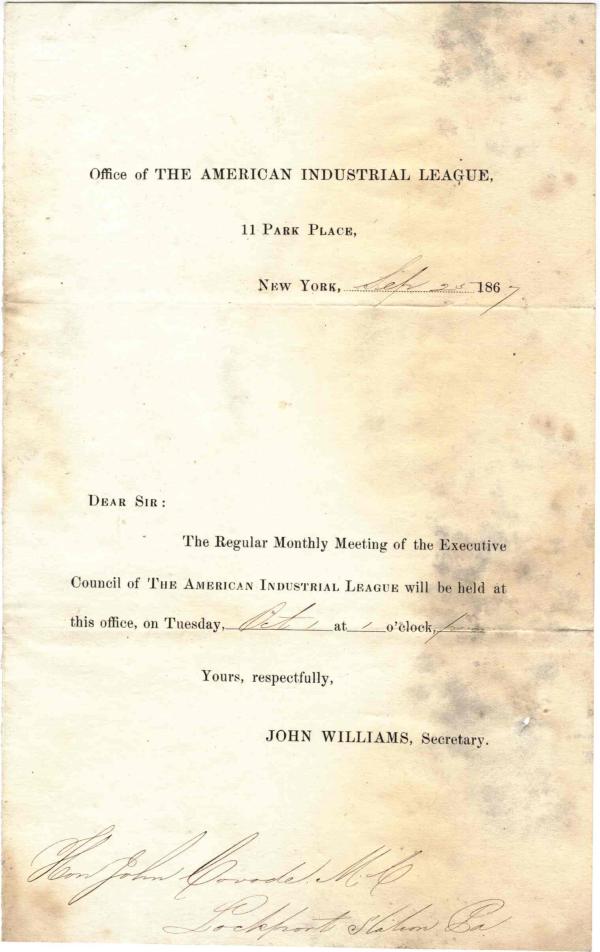 Office of THE AMERICAN INDUSTRIAL LEAGUE,
11 PARK PLACE,
NEW YORK, Sep 25 1867
DEAR SIR:
The Regular Monthly Meeting of the Executive
Council of THE AMERICAN INDUSTRIAL LEAGUE will be held at
this office, on Tuesday, Oct 1 at 1 o'clock,
Yours, respectfully,
JOHN WILLIAMS, Secretary.
Hon John Covode M.C
Lockport Station Pa